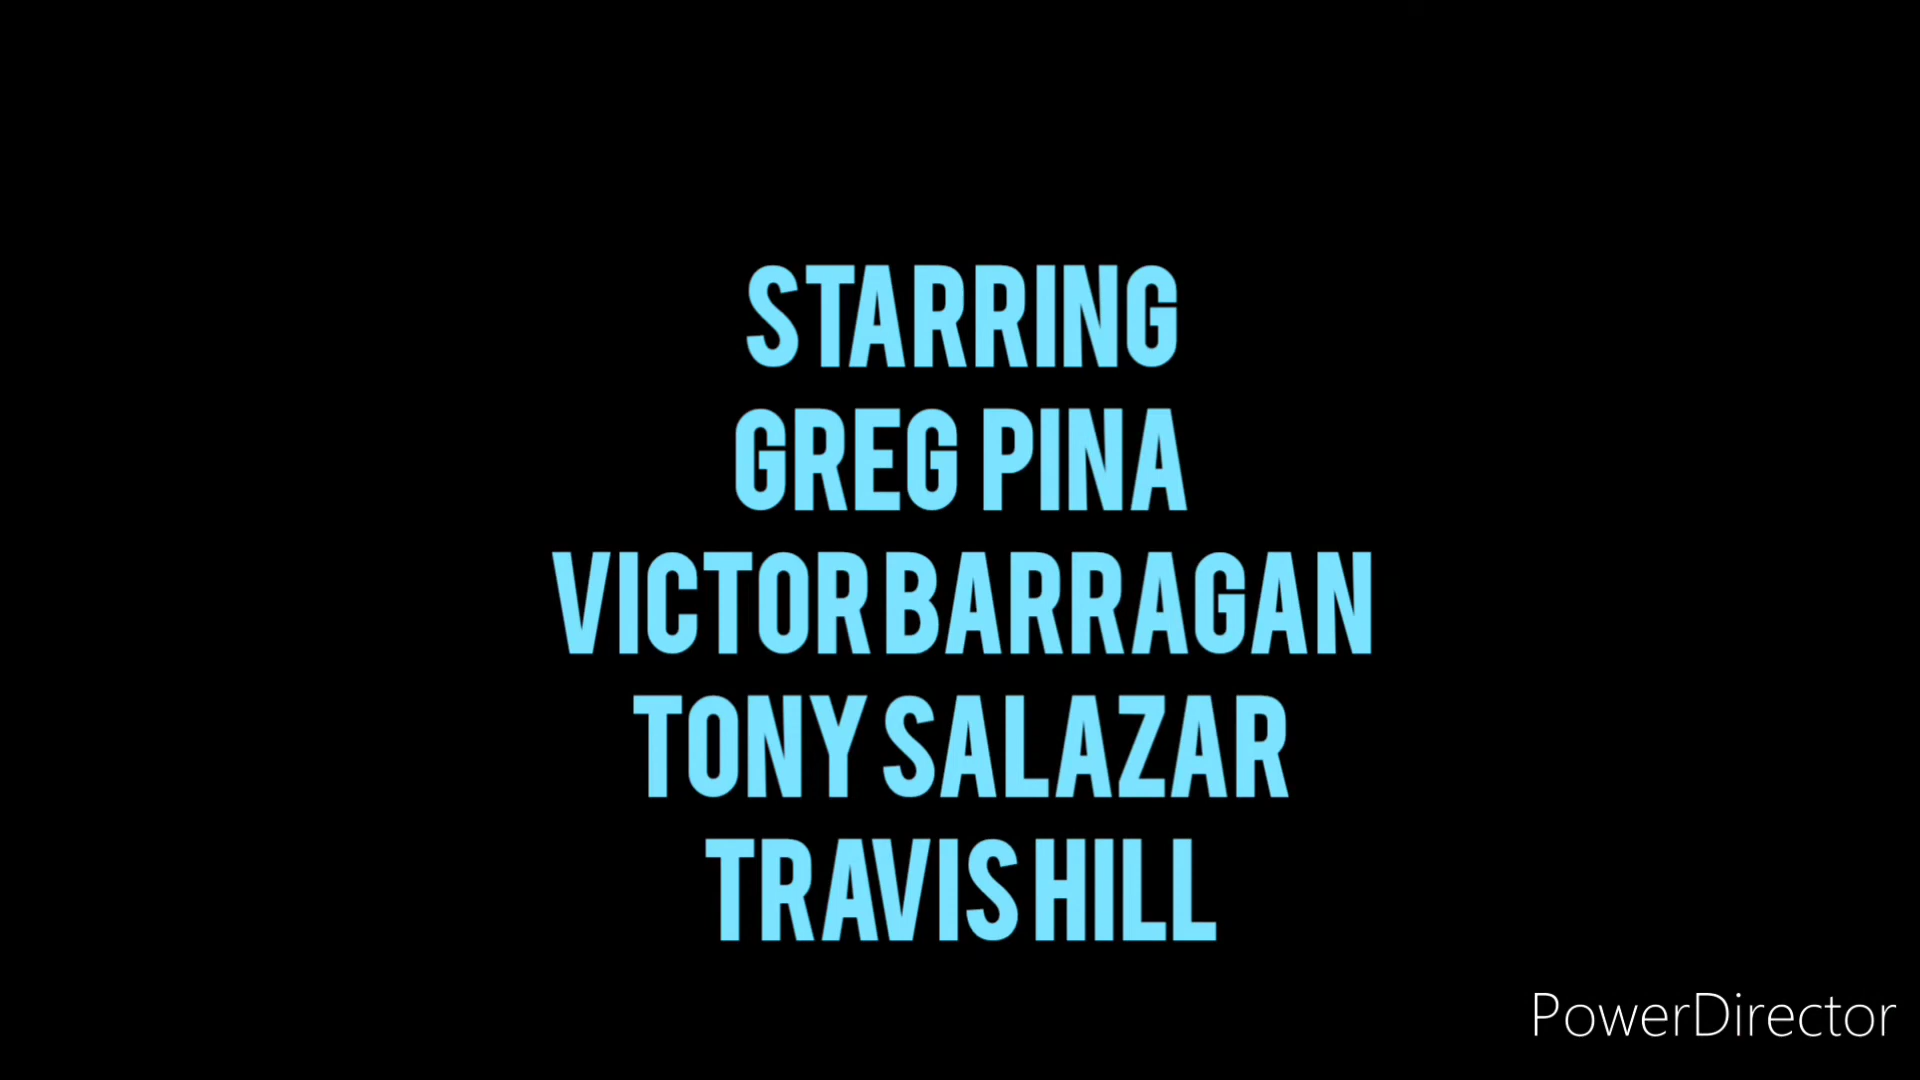 STARRING
GREG PINA
VICTOR BARRAGAN
TONY SALAZAR
TRAVIS HILL
PowerDirector